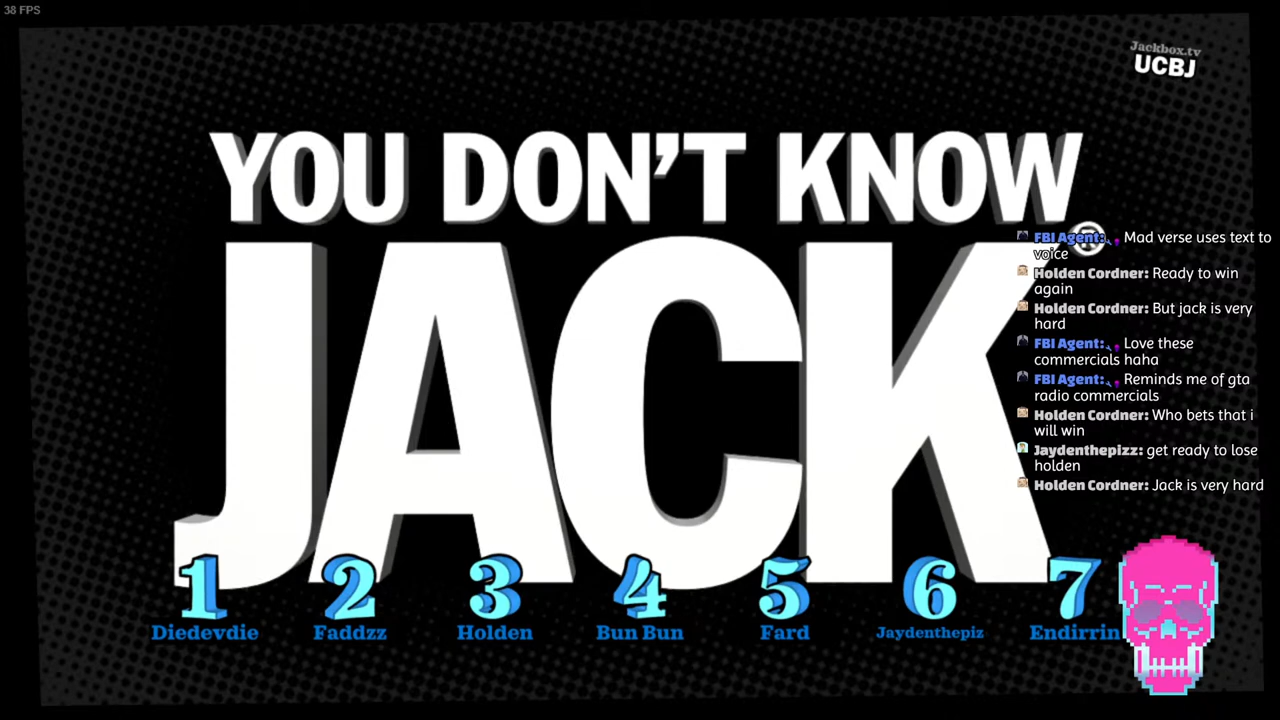 38 FPS
Jackbox.tv
UCBJ
YOU DON'T KNOW
JACK
FBI Agent: Mad verse uses text to
voice
Holden Cordner: Ready to win
again
Holden Cordner: But jack is very
hard
FBI Agent: Love these
commercials haha
FBI Agent: Reminds me of gta
radio commercials
Holden Cordner: Who bets that i
will win
Jaydenthepizz: get ready to lose
holden
Holden Cordner: Jack is very hard
1 2 3 4 5 6 7
Diedevdie Faddzz Holden Bun Bun Fard Jaydenthepiz Endirrin